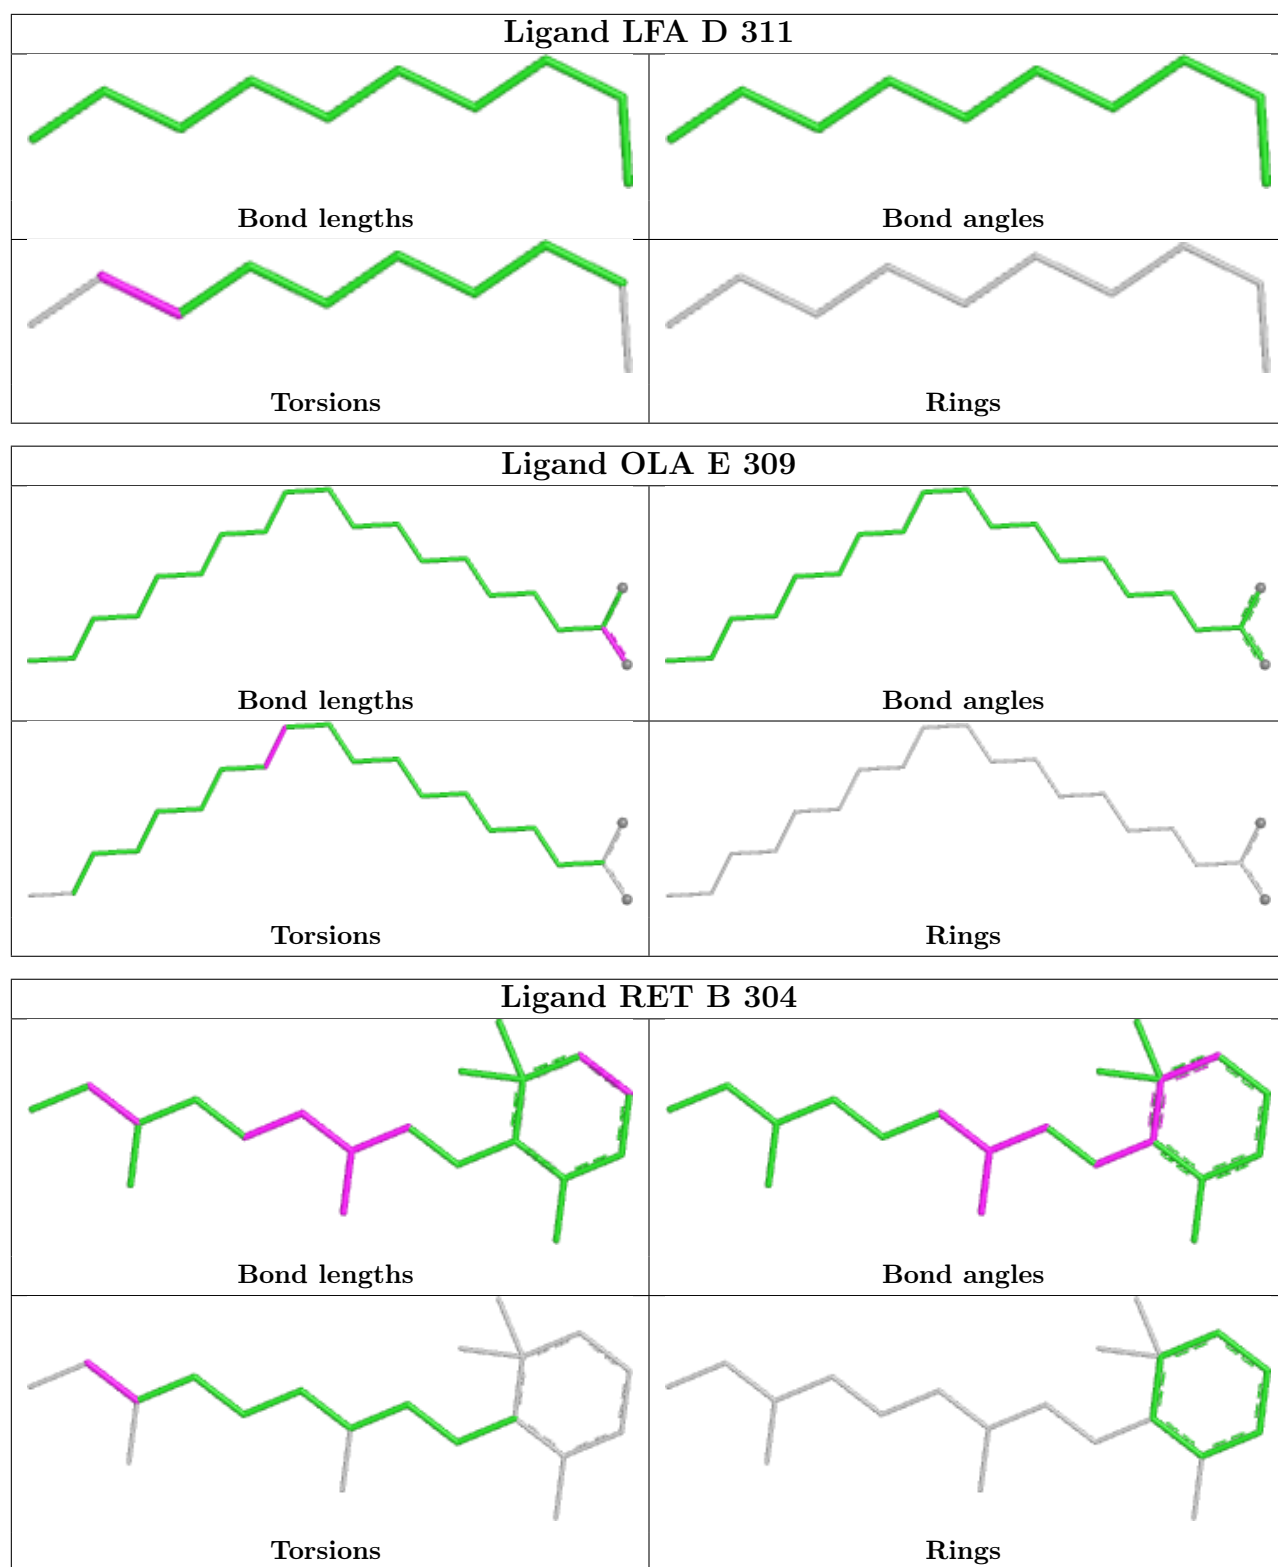 Ligand LFA D 311
Bond lengths
Bond angles
Torsions
Rings
Ligand OLA E 309
Bond lengths
Bond angles
Torsions
Rings
Ligand RET B 304
Bond lengths
Bond angles
Torsions
Rings